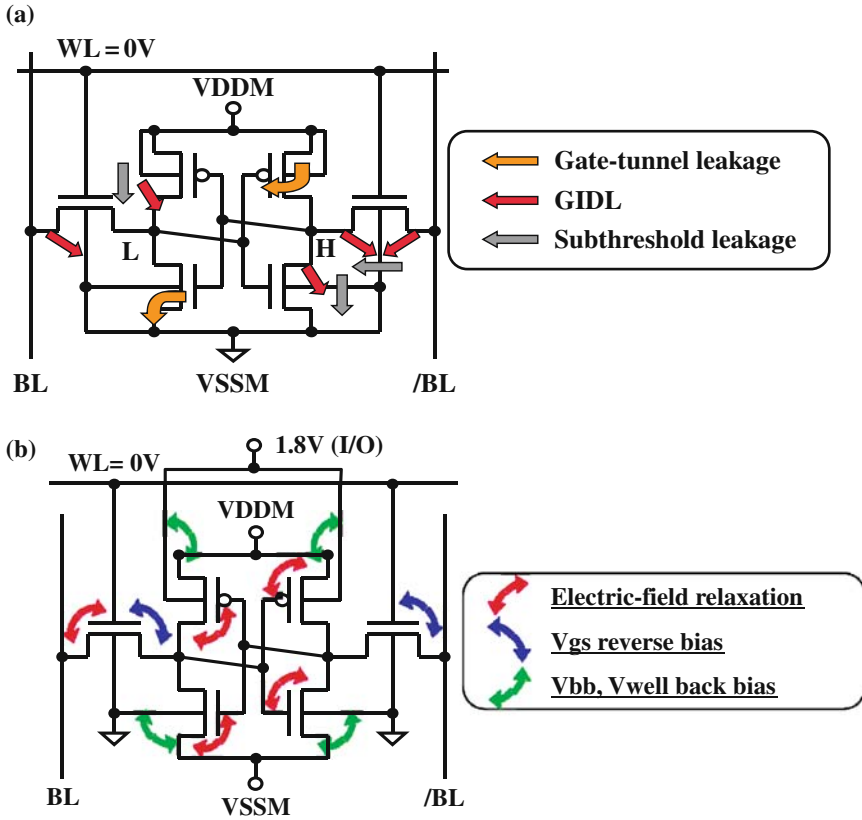 (a)
WL = 0V
VDDM
Gate-tunnel leakage
GIDL
Subthreshold leakage
L
H
BL
VSSM
/BL
(b)
1.8V (I/O)
WL= 0V
VDDM
Electric-field relaxation
Vgs reverse bias
Vbb, Vwell back bias
BL
VSSM
/BL